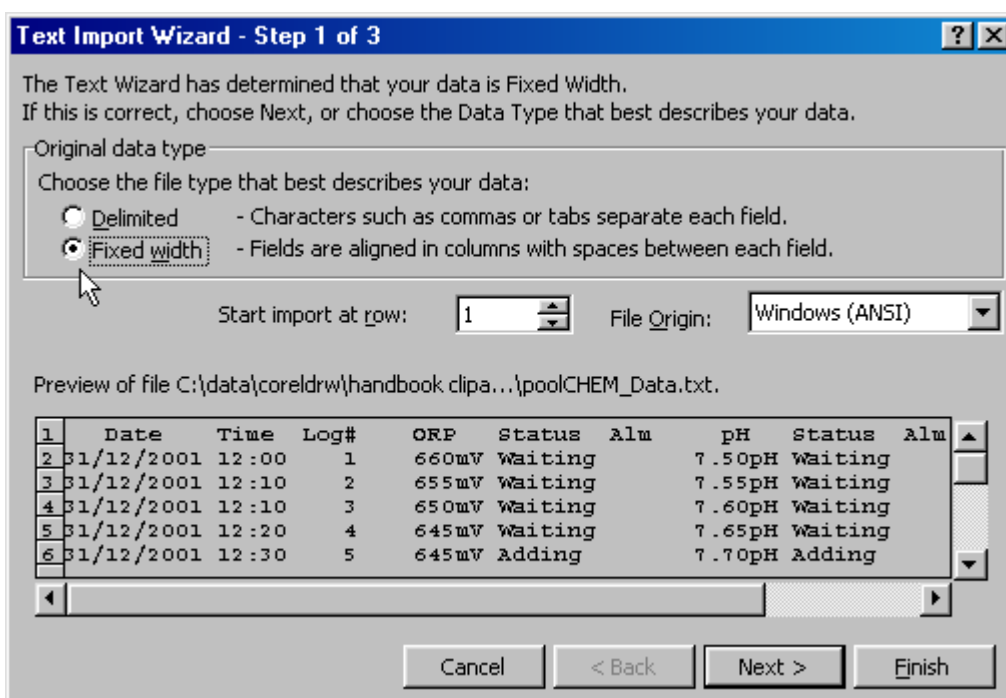 Text Import Wizard - Step 1 of 3
The Text Wizard has determined that your data is Fixed Width.
If this is correct, choose Next, or choose the Data Type that best describes your data.
Original data type
Choose the file type that best describes your data:
Delimited - Characters such as commas or tabs separate each field.
Fixed width - Fields are aligned in columns with spaces between each field.
Start import at row: 1 File Origin: Windows (ANSI)
Preview of file C:\data\coreldrw\handbook clipa...\poolCHEM_Data.txt.
1 Date Time Log# ORP Status Alm pH Status Alm
2 31/12/2001 12:00 1 660mV Waiting 7.50pH Waiting
3 31/12/2001 12:10 2 655mV Waiting 7.55pH Waiting
4 31/12/2001 12:10 3 650mV Waiting 7.60pH Waiting
5 31/12/2001 12:20 4 645mV Waiting 7.65pH Waiting
6 31/12/2001 12:30 5 645mV Adding 7.70pH Adding
Cancel < Back Next > Finish